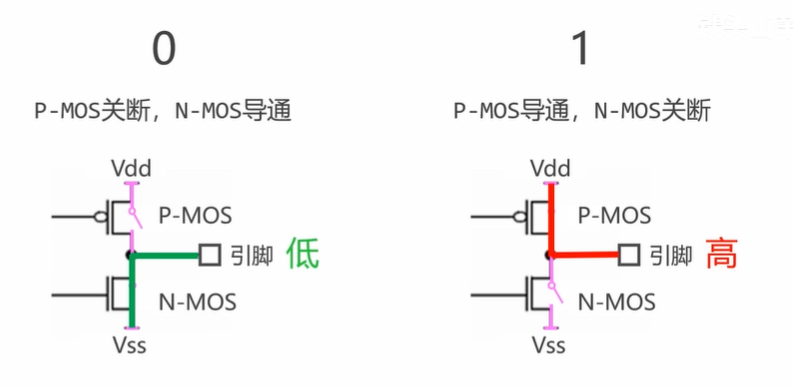 0
P-MOS关断，N-MOS导通
Vdd
P-MOS
引脚 低
N-MOS
Vss
1
P-MOS导通，N-MOS关断
Vdd
P-MOS
引脚 高
N-MOS
Vss